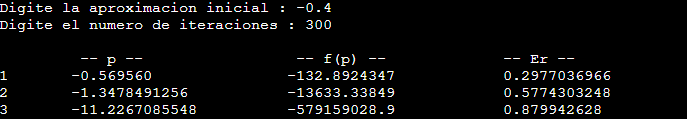 Digite la aproximacion inicial : -0.4
Digite el numero de iteraciones : 300
-- p -- -- f(p) -- -- Er --
1 -0.569560 -132.8924347 0.2977036966
2 -1.3478491256 -13633.33849 0.5774303248
3 -11.2267085548 -579159028.9 0.879942628